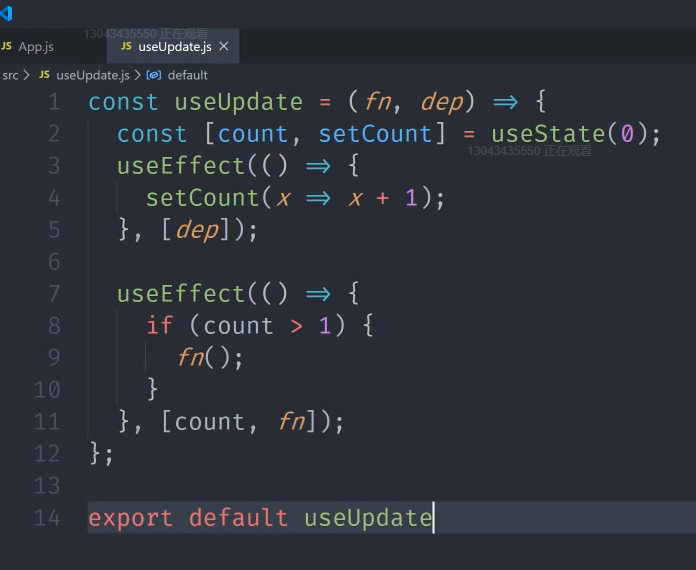 13043435550 正在观看
JS App.js
JS useUpdate.js ×
src > JS useUpdate.js > default
1 const useUpdate = (fn, dep) => {
2 const [count, setCount] = useState(0);
13043435550 正在观看
3 useEffect(() => {
4 setCount(x => x + 1);
5 }, [dep]);
6
7 useEffect(() => {
8 if (count > 1) {
9 fn();
10 }
11 }, [count, fn]);
12 };
13
14 export default useUpdate